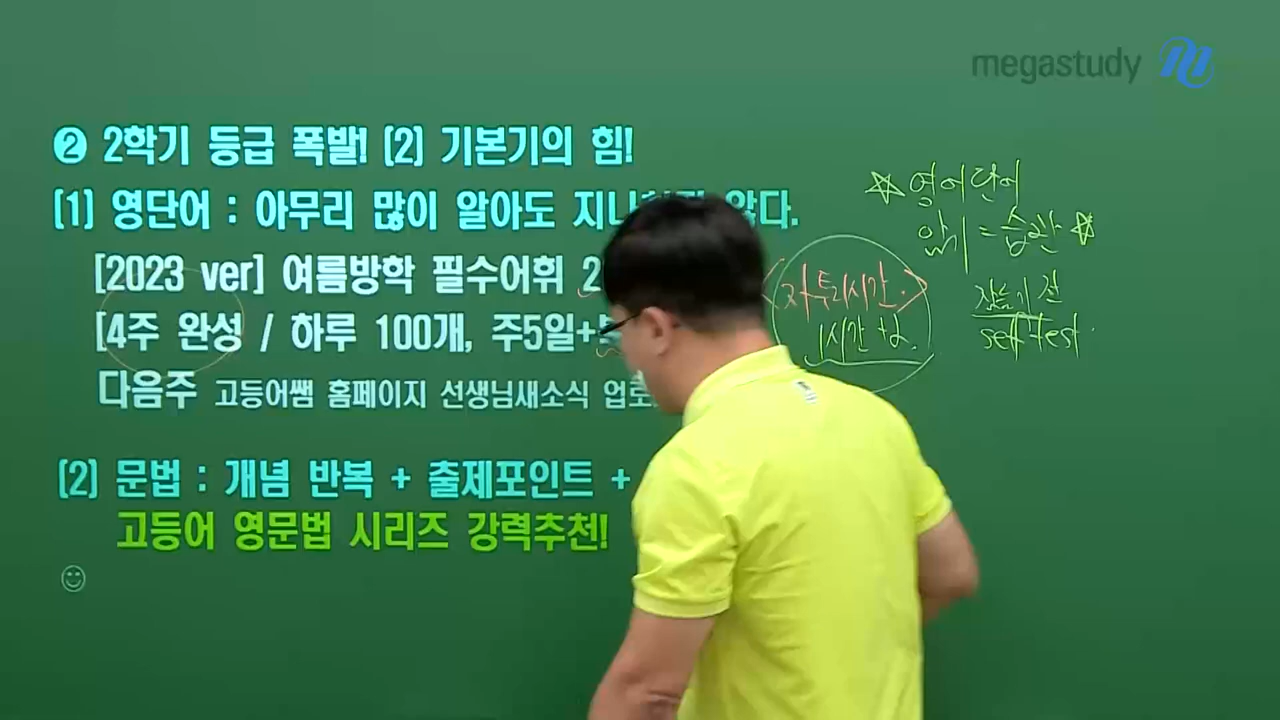 megastudy
❷ 2학기 등급 폭발! (2) 기본기의 힘!
(1) 영단어 : 아무리 많이 알아도 않다.
[2023 ver] 여름방학 필수어휘 2
[4주 완성 / 하루 100개, 주5일+
다음주 고등어쌤 홈페이지 선생님새소식
(2) 문법 : 개념 반복 + 출제포인트 +
고등어 영문법 시리즈 강력추천!
영어단어
암기 = 습관
자투리시간.
1시간
잠들기 전
self test.